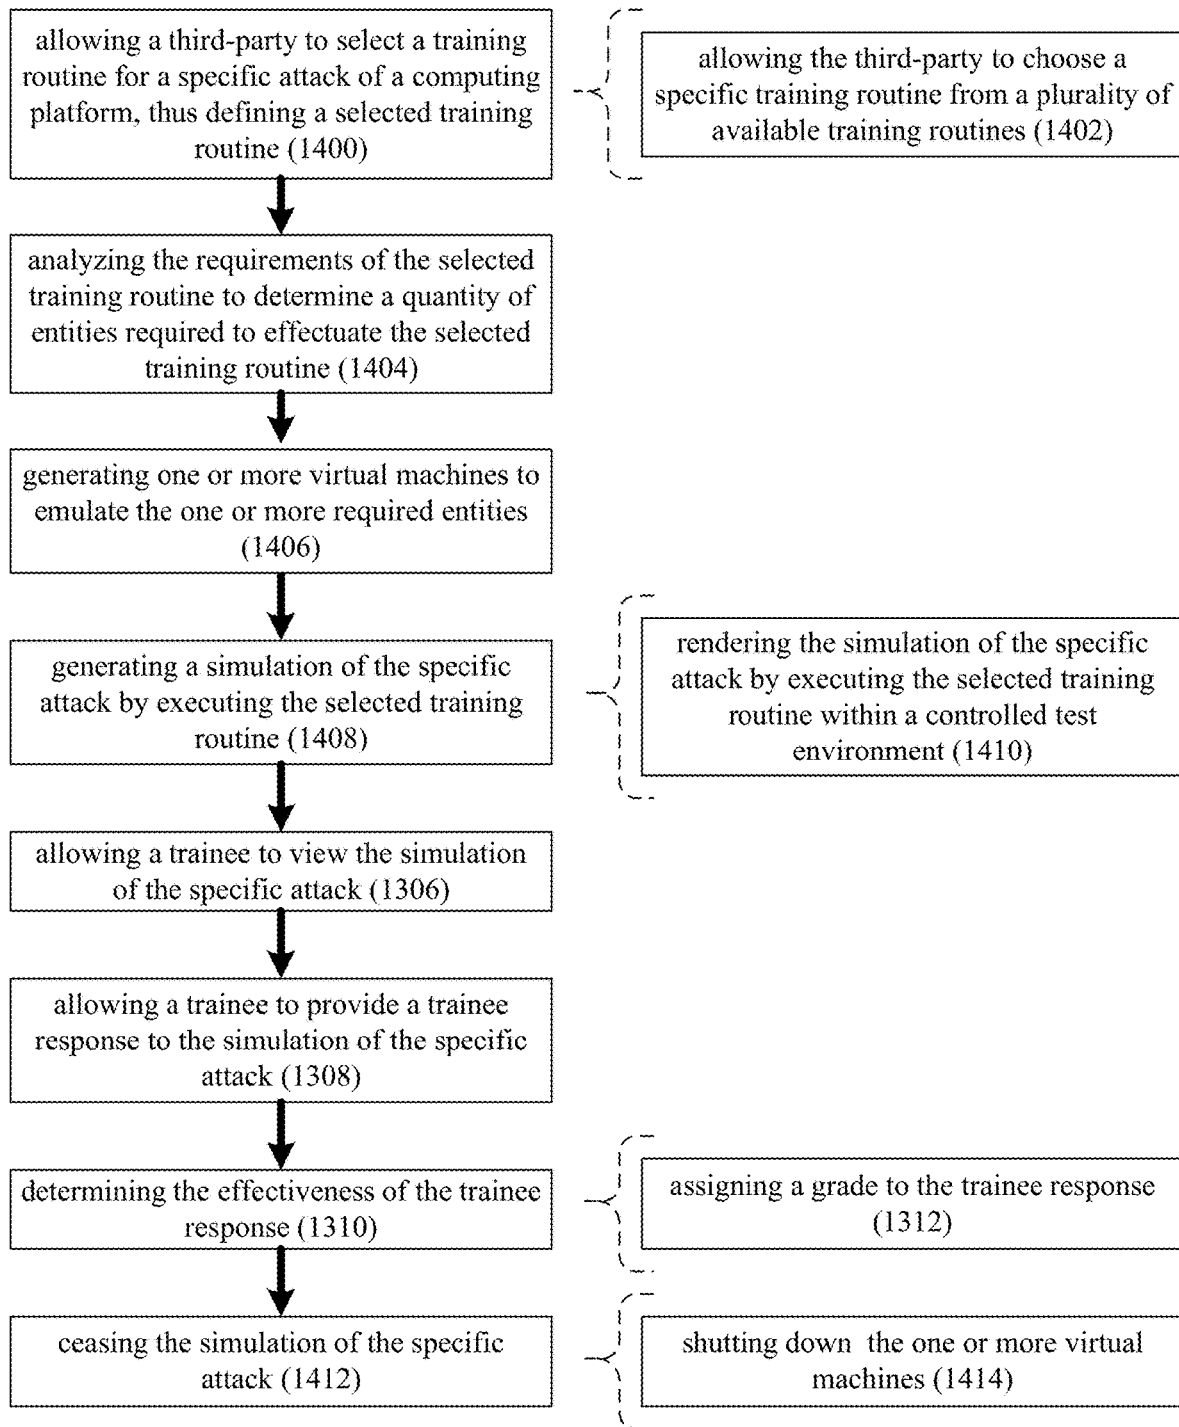 allowing a third-party to select a training
routine for a specific attack of a computing
platform, thus defining a selected training
routine (1400)
allowing the third-party to choose a
specific training routine from a plurality of
available training routines (1402)
analyzing the requirements of the selected
training routine to determine a quantity of
entities required to effectuate the selected
training routine (1404)
generating one or more virtual machines to
emulate the one or more required entities
(1406)
generating a simulation of the specific
attack by executing the selected training
routine (1408)
rendering the simulation of the specific
attack by executing the selected training
routine within a controlled test
environment (1410)
allowing a trainee to view the simulation
of the specific attack (1306)
allowing a trainee to provide a trainee
response to the simulation of the specific
attack (1308)
determining the effectiveness of the trainee
response (1310)
assigning a grade to the trainee response
(1312)
ceasing the simulation of the specific
attack (1412)
shutting down the one or more virtual
machines (1414)